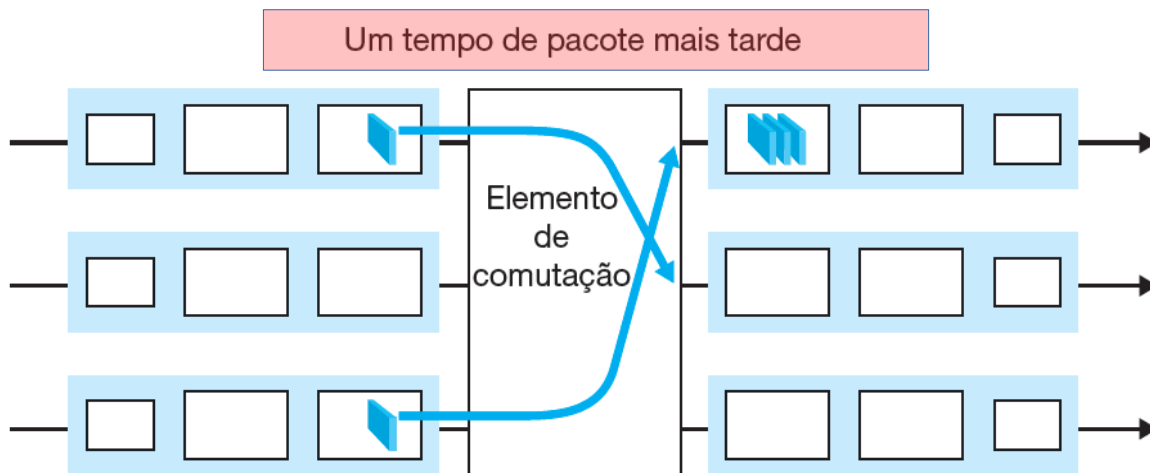 Um tempo de pacote mais tarde
Elemento
de
comutação